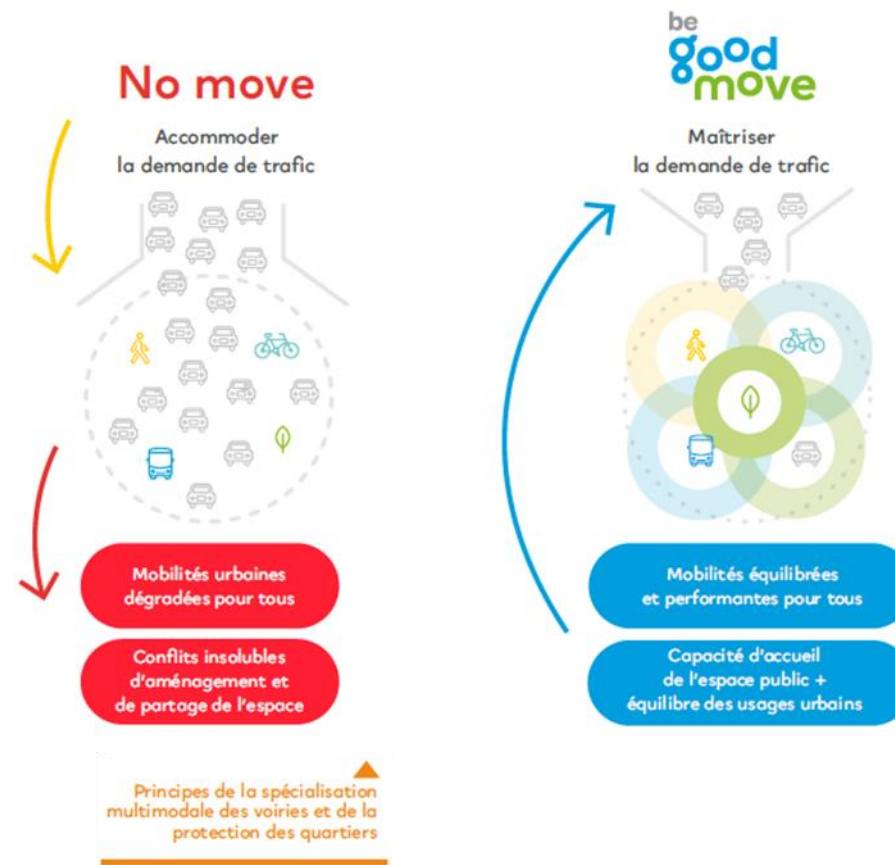 No move
Accommoder
la demande de trafic
Mobilités urbaines
dégradées pour tous
Conflits insolubles
d'aménagement et
de partage de l'espace
Principes de la spécialisation
multimodale des voiries et de la
protection des quartiers
be
good
move
Maîtriser
la demande de trafic
Mobilités équilibrées
et performantes pour tous
Capacité d'accueil
de l'espace public +
équilibre des usages urbains